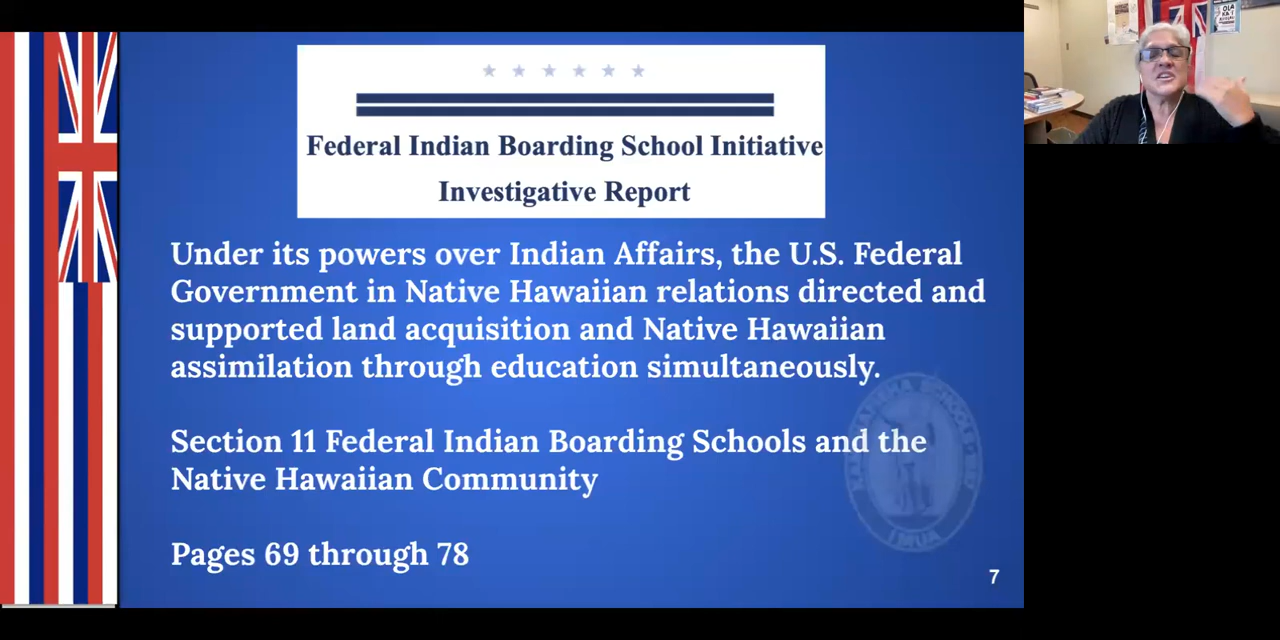 Federal Indian Boarding School Initiative
Investigative Report
Under its powers over Indian Affairs, the U.S. Federal
Government in Native Hawaiian relations directed and
supported land acquisition and Native Hawaiian
assimilation through education simultaneously.
Section 11 Federal Indian Boarding Schools and the
Native Hawaiian Community
Pages 69 through 78
IMUA
7
OLA